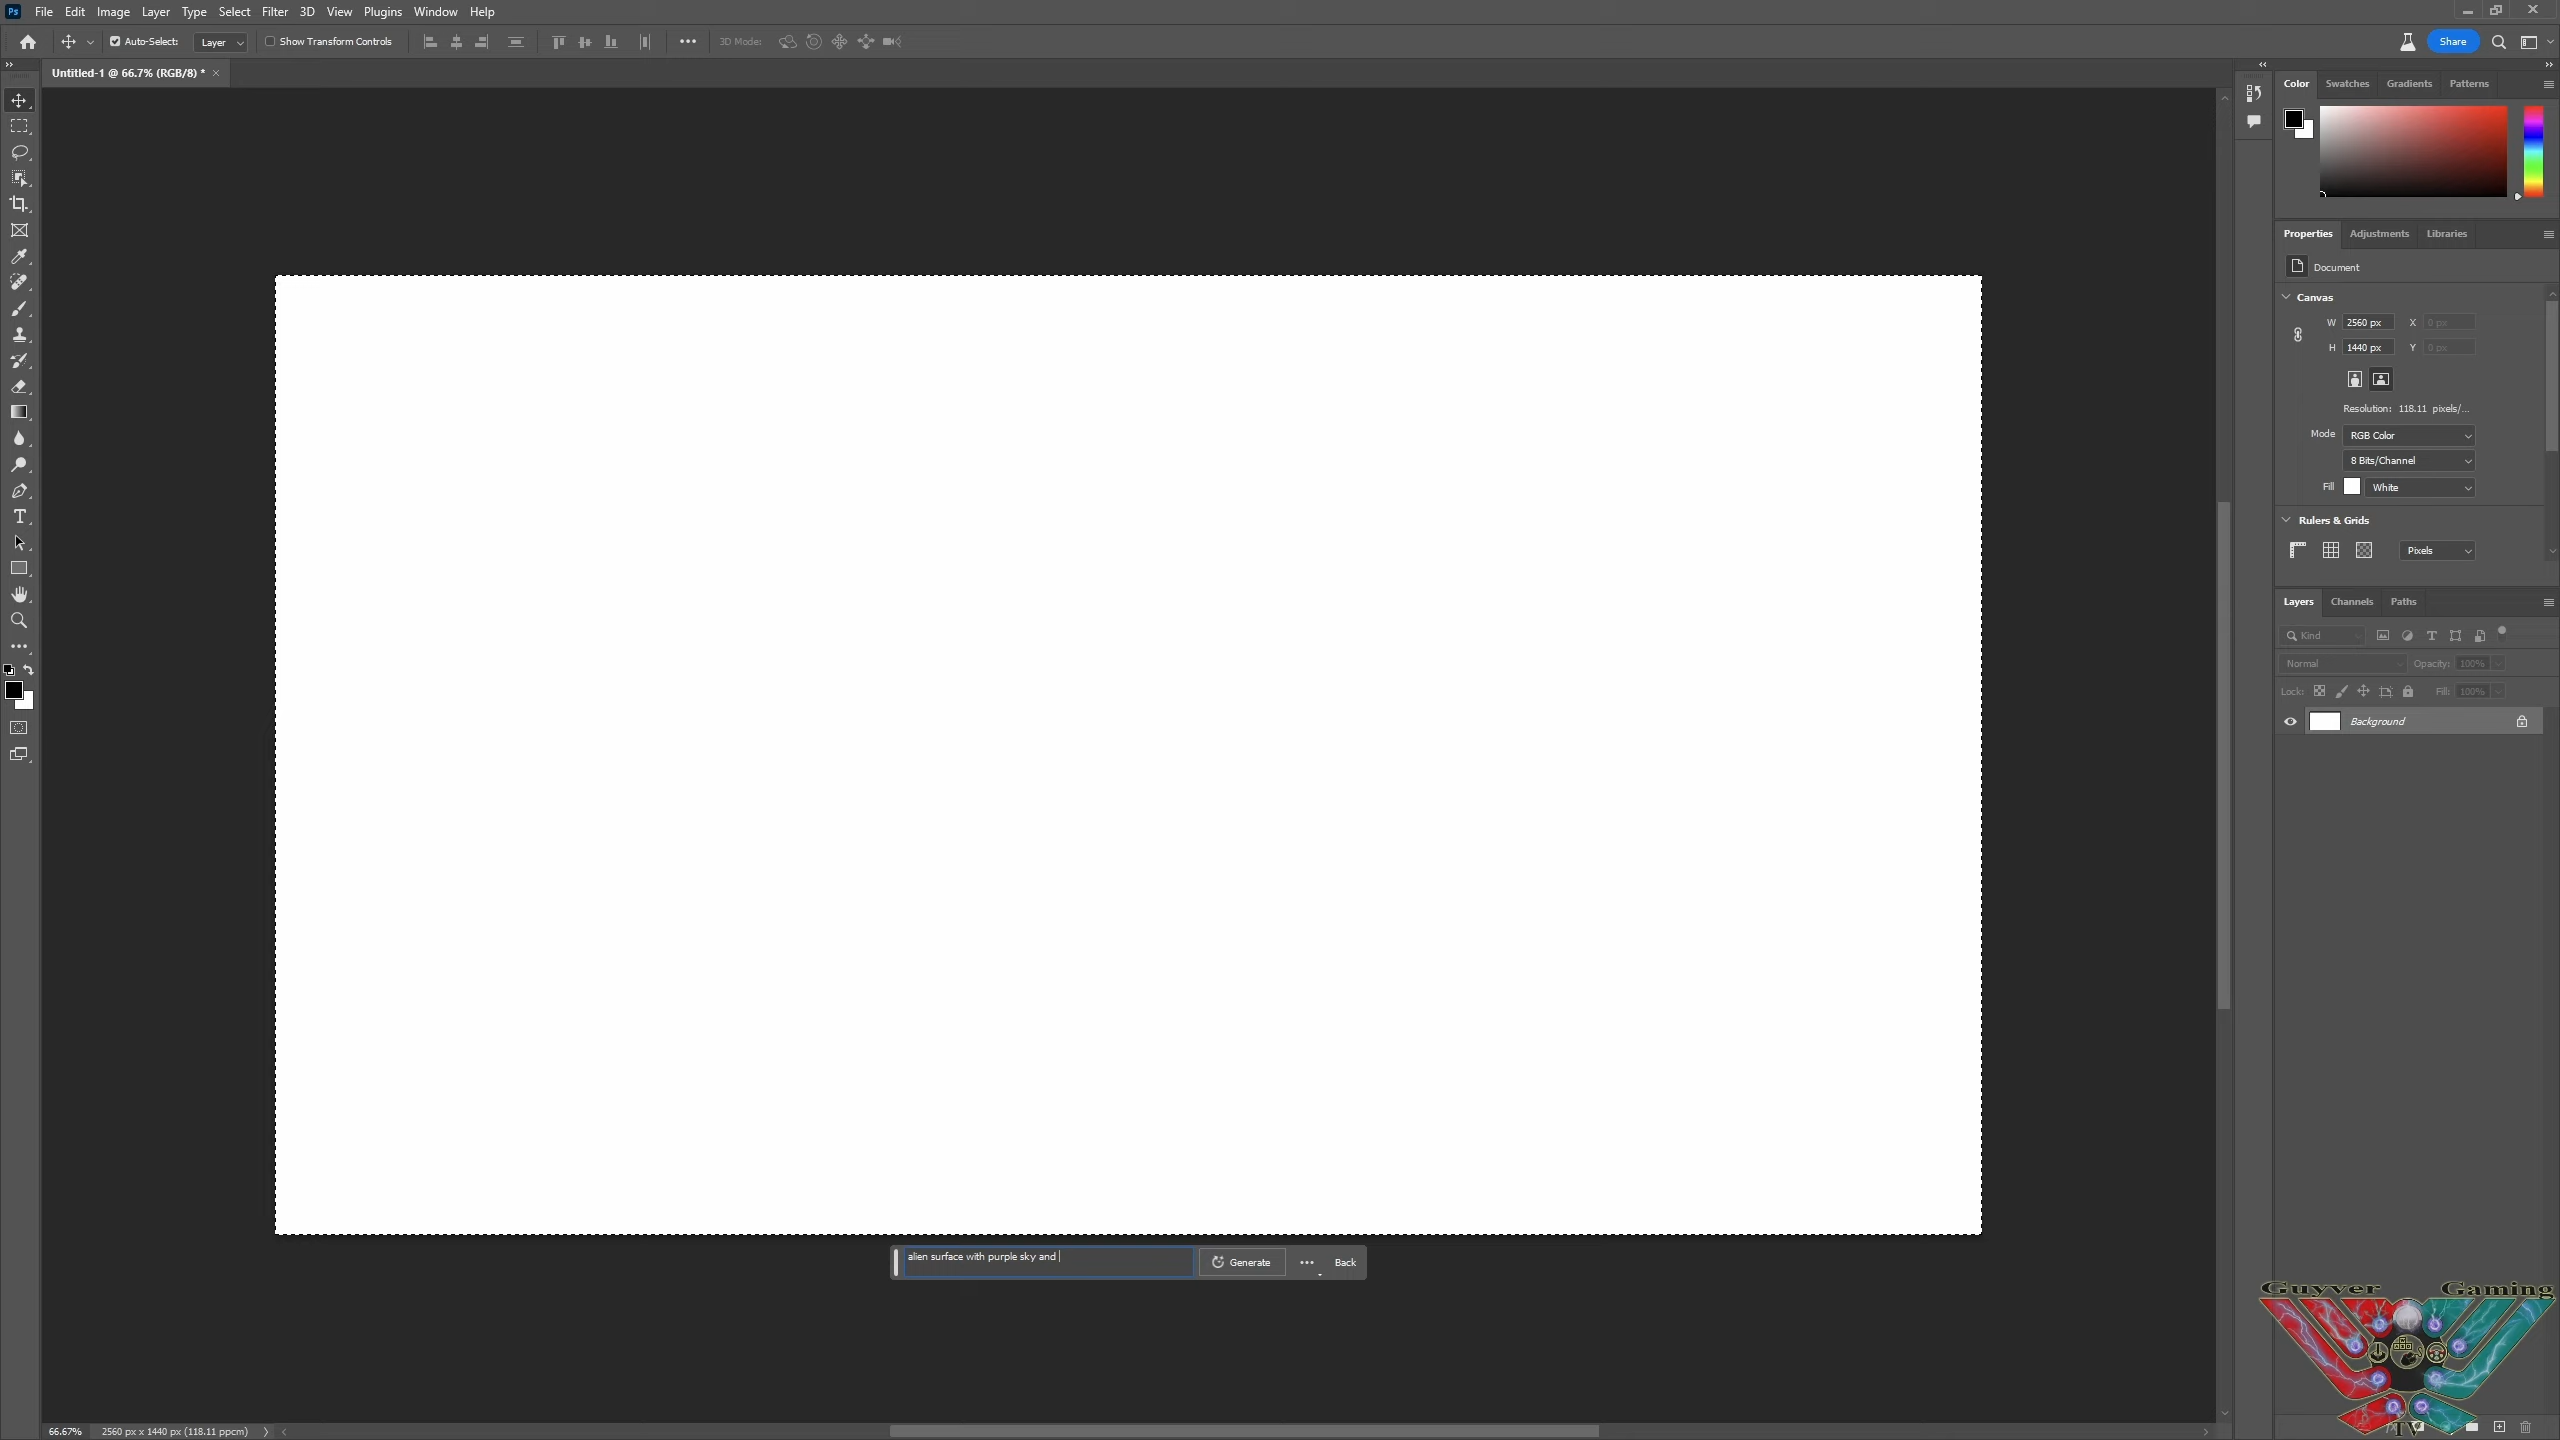 Ps File Edit Image Layer Type Select Filter 3D View Plugins Window Help
Auto-Select: Layer Show Transform Controls 3D Mode: Share
Untitled-1 @ 66.7% (RGB/8) *
Color Swatches Gradients Patterns
Properties Adjustments Libraries
Document
Canvas
W 2560 px X 0 px
H 1440 px Y 0 px
Resolution: 118.11 pixels/...
Mode RGB Color
8 Bits/Channel
Fill White
Rulers & Grids
Pixels
Layers Channels Paths
Kind
Normal Opacity: 100%
Lock: Fill: 100%
Background
alien surface with purple sky and
Generate
Back
Guyver Gaming
TV
66.67% 2560 px x 1440 px (118.11 ppcm)